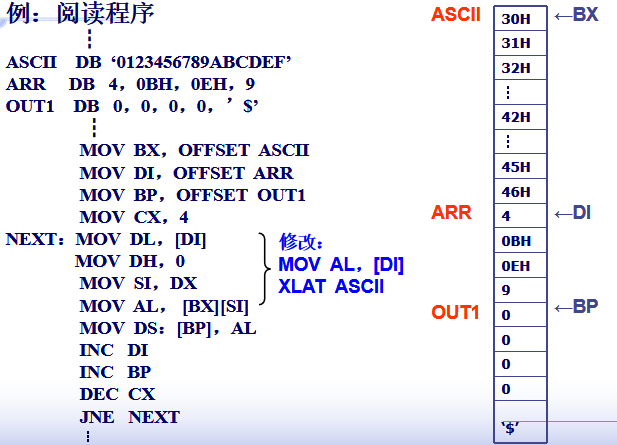 例：阅读程序
⋮
ASCII DB ‘0123456789ABCDEF’
ARR DB 4，0BH，0EH，9
OUT1 DB 0，0，0，0，’$’
⋮
MOV BX，OFFSET ASCII
MOV DI，OFFSET ARR
MOV BP，OFFSET OUT1
MOV CX，4
NEXT：MOV DL，[DI]
MOV DH，0
MOV SI，DX
MOV AL， [BX][SI]
MOV DS：[BP]，AL
INC DI
INC BP
DEC CX
JNE NEXT
⋮
修改：
MOV AL，[DI]
XLAT ASCII
ASCII 30H ←BX
31H
32H
⋮
42H
⋮
45H
46H
ARR 4 ←DI
0BH
0EH
9
OUT1 0 ←BP
0
0
0
‘$’